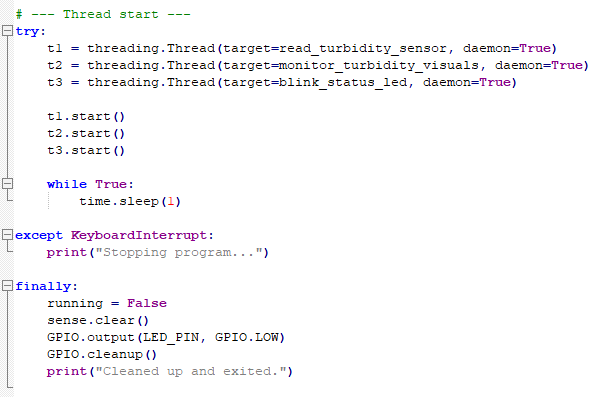 # --- Thread start ---
try:
    t1 = threading.Thread(target=read_turbidity_sensor, daemon=True)
    t2 = threading.Thread(target=monitor_turbidity_visuals, daemon=True)
    t3 = threading.Thread(target=blink_status_led, daemon=True)

    t1.start()
    t2.start()
    t3.start()

    while True:
        time.sleep(1)

except KeyboardInterrupt:
    print("Stopping program...")

finally:
    running = False
    sense.clear()
    GPIO.output(LED_PIN, GPIO.LOW)
    GPIO.cleanup()
    print("Cleaned up and exited.")